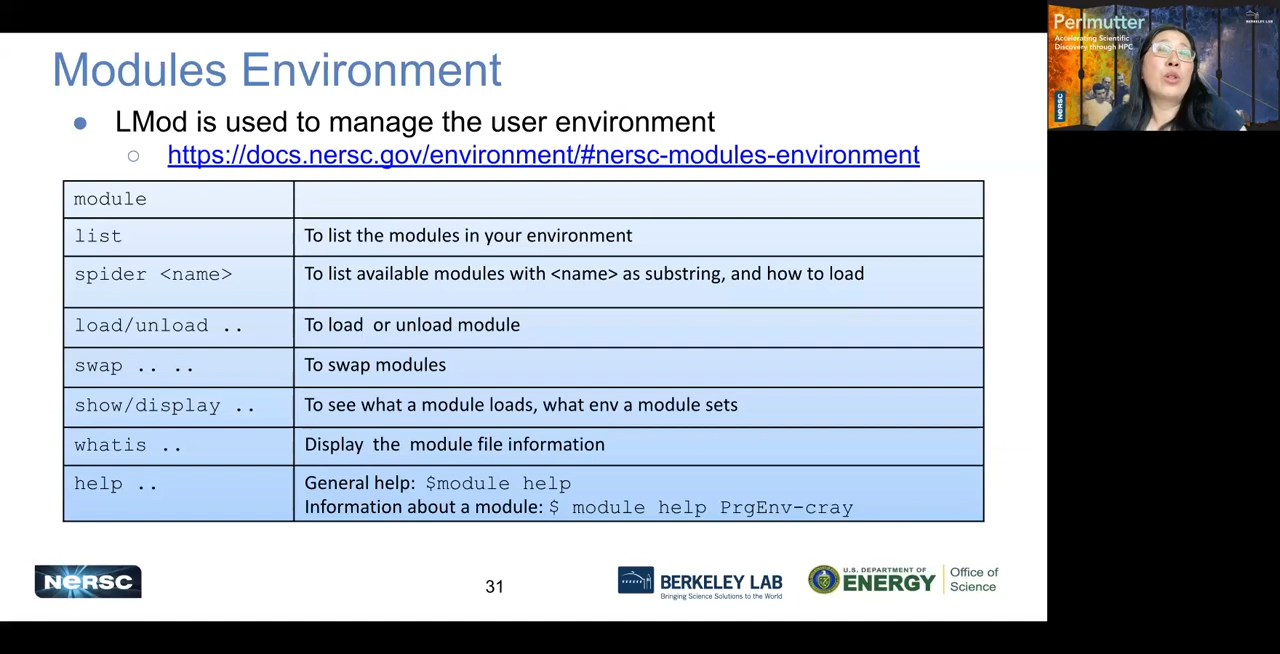 Modules Environment
● LMod is used to manage the user environment
○ https://docs.nersc.gov/environment/#nersc-modules-environment
module
list To list the modules in your environment
spider <name> To list available modules with <name> as substring, and how to load
load/unload .. To load or unload module
swap .. .. To swap modules
show/display .. To see what a module loads, what env a module sets
whatis .. Display the module file information
help .. General help: $module help
Information about a module: $ module help PrgEnv-cray
NERSC
31
BERKELEY LAB
Bringing Science Solutions to the World
U.S. DEPARTMENT OF
ENERGY
Office of
Science
Perlmutter
Accelerating Scientific
Discovery through HPC
BERKELEY LAB
NERSC